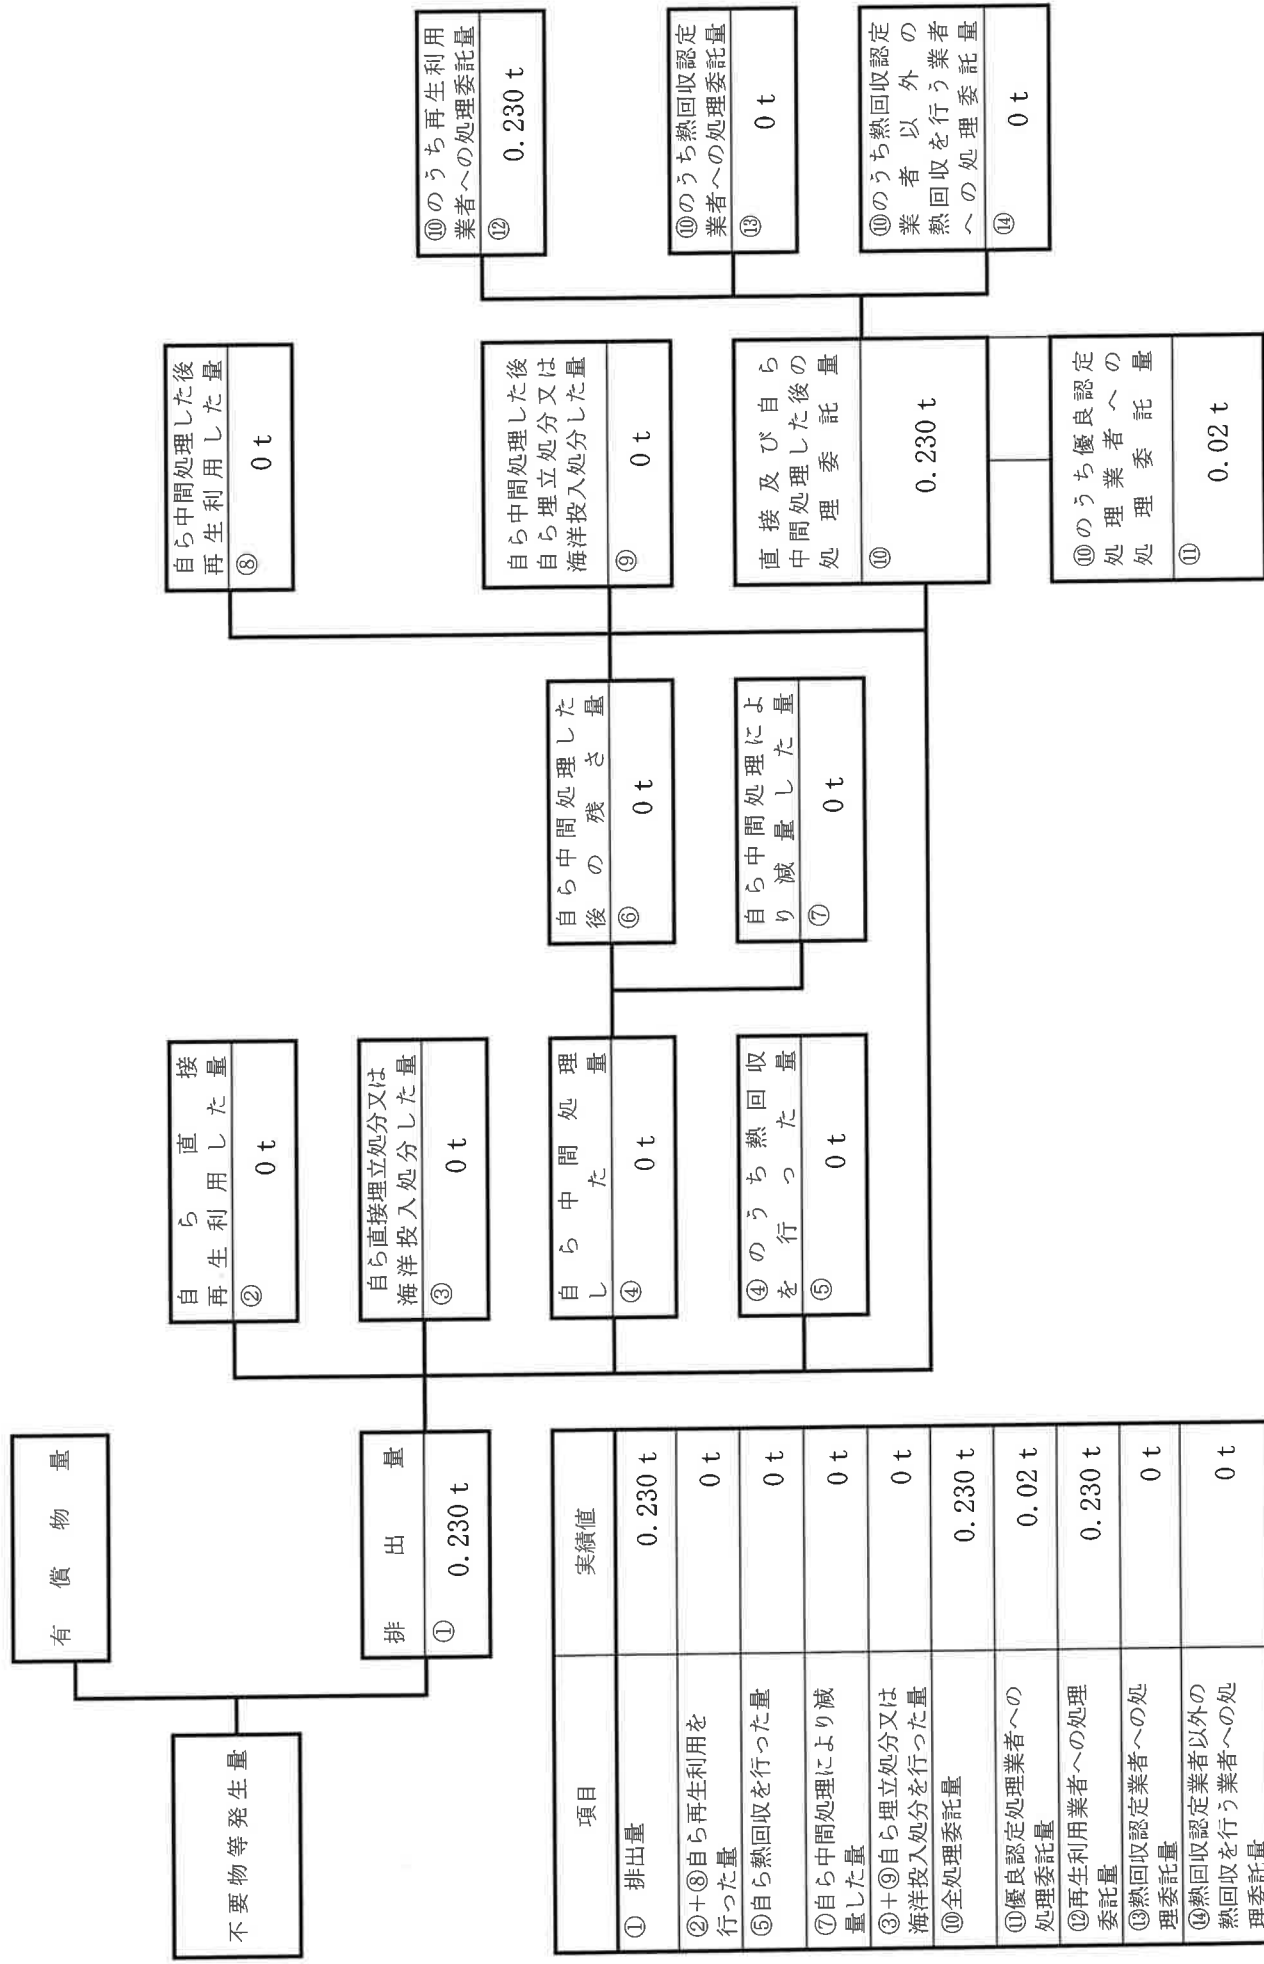 不要物等発生量
有償物量
排出量
① 0.230 t
自ら直接
再生利用した量
② 0 t
自ら直接埋立処分又は
海洋投入処分した量
③ 0 t
自ら中間処理
した量
④ 0 t
④のうち熱回収
を行った量
⑤ 0 t
自ら中間処理した
後の残さ量
⑥ 0 t
自ら中間処理によ
り減量した量
⑦ 0 t
自ら中間処理した後
再生利用した量
⑧ 0 t
自ら中間処理した後
自ら埋立処分又は
海洋投入処分した量
⑨ 0 t
直接及び自ら
中間処理した後の
処理委託量
⑩ 0.230 t
⑩のうち優良認定
処理業者への
処理委託量
⑪ 0.02 t
⑩のうち再生利用
業者への処理委託量
⑫ 0.230 t
⑩のうち熱回収認定
業者への処理委託量
⑬ 0 t
⑩のうち熱回収認定
業者以外の
熱回収を行う業者
への処理委託量
⑭ 0 t
項目 実績値
① 排出量 0.230 t
②+⑧自ら再生利用を
行った量 0 t
⑤自ら熱回収を行った量 0 t
⑦自ら中間処理により減
量した量 0 t
③+⑨自ら埋立処分又は
海洋投入処分を行った量 0 t
⑩全処理委託量 0.230 t
⑪優良認定処理業者への
処理委託量 0.02 t
⑫再生利用業者への処理
委託量 0.230 t
⑬熱回収認定業者への処
理委託量 0 t
⑭熱回収認定業者以外の
熱回収を行う業者への処
理委託量 0 t